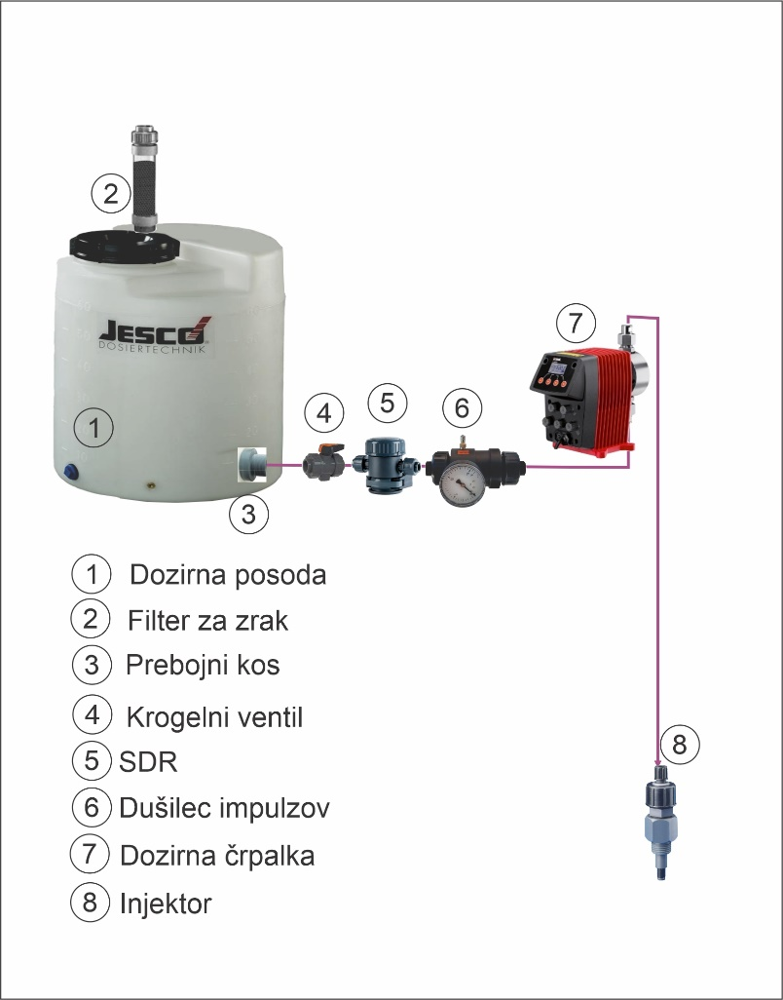 2
JESCO
DOSIERTECHNIK
7
1
4
5
6
3
8
1 Dozirna posoda
2 Filter za zrak
3 Prebojni kos
4 Krogelni ventil
5 SDR
6 Dušilec impulzov
7 Dozirna črpalka
8 Injektor